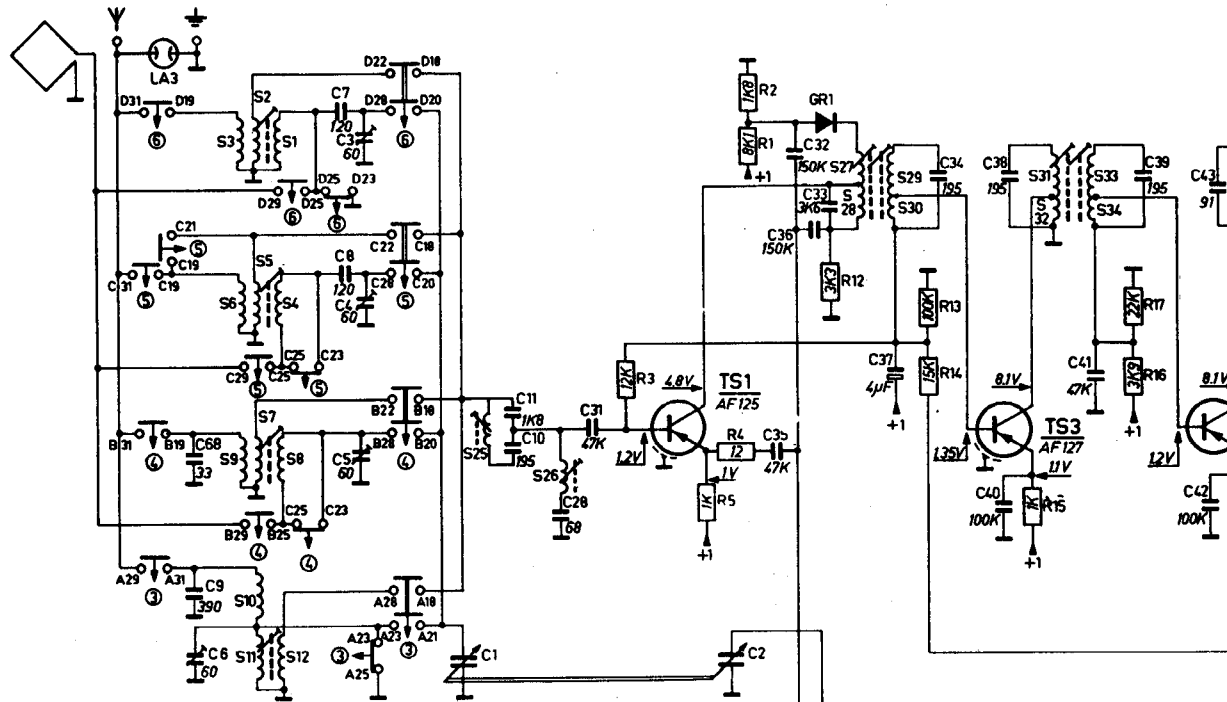 LA3
D31 D19
⑥
S2
S3
S1
C7
120
C3
60
D22 D18
D28 D20
⑥
D29 D25
⑥
D25 D23
⑥
C21
⑤
C19
C31 C19
⑤
S5
S6
S4
C8
120
C4
60
C22 C18
C28 C20
⑤
C29 C25
⑤
C25 C23
⑤
B31 B19
④
C68
33
S7
S9
S8
C5
60
B22 B18
B28 B20
④
B29 B25
④
C25 C23
④
A29 A31
③
C9
390
S10
S11
S12
C6
60
A28 A18
A23 A21
③
A23
③
A25
C1
C2
C11
1K8
S25
C10
195
S26
C28
68
C31
47K
R3
12K
1.2V
4.8V
TS1
AF125
R4
12
C35
47K
1V
R5
1K
+1
R2
1K8
R1
8K1
+1
C32
150K
GR1
S27
S
28
C33
3K6
C36
150K
R12
3K3
S29
S30
C34
195
R13
100K
R14
15K
C37
4µF
+1
C38
195
S31
S
32
S33
S34
C39
195
8.1V
1.35V
TS3
AF127
1.1V
C40
100K
R15
1K
+1
C41
47K
R17
22K
R16
3K9
+1
C43
91
8.1V
1.2V
C42
100K